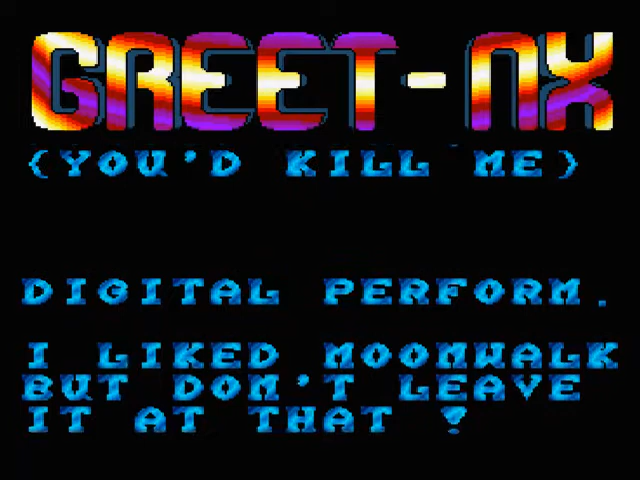 GREET-NX
(YOU'D KILL ME)
DIGITAL PERFORM.
I LIKED MOONWALK
BUT DON'T LEAVE
IT AT THAT !